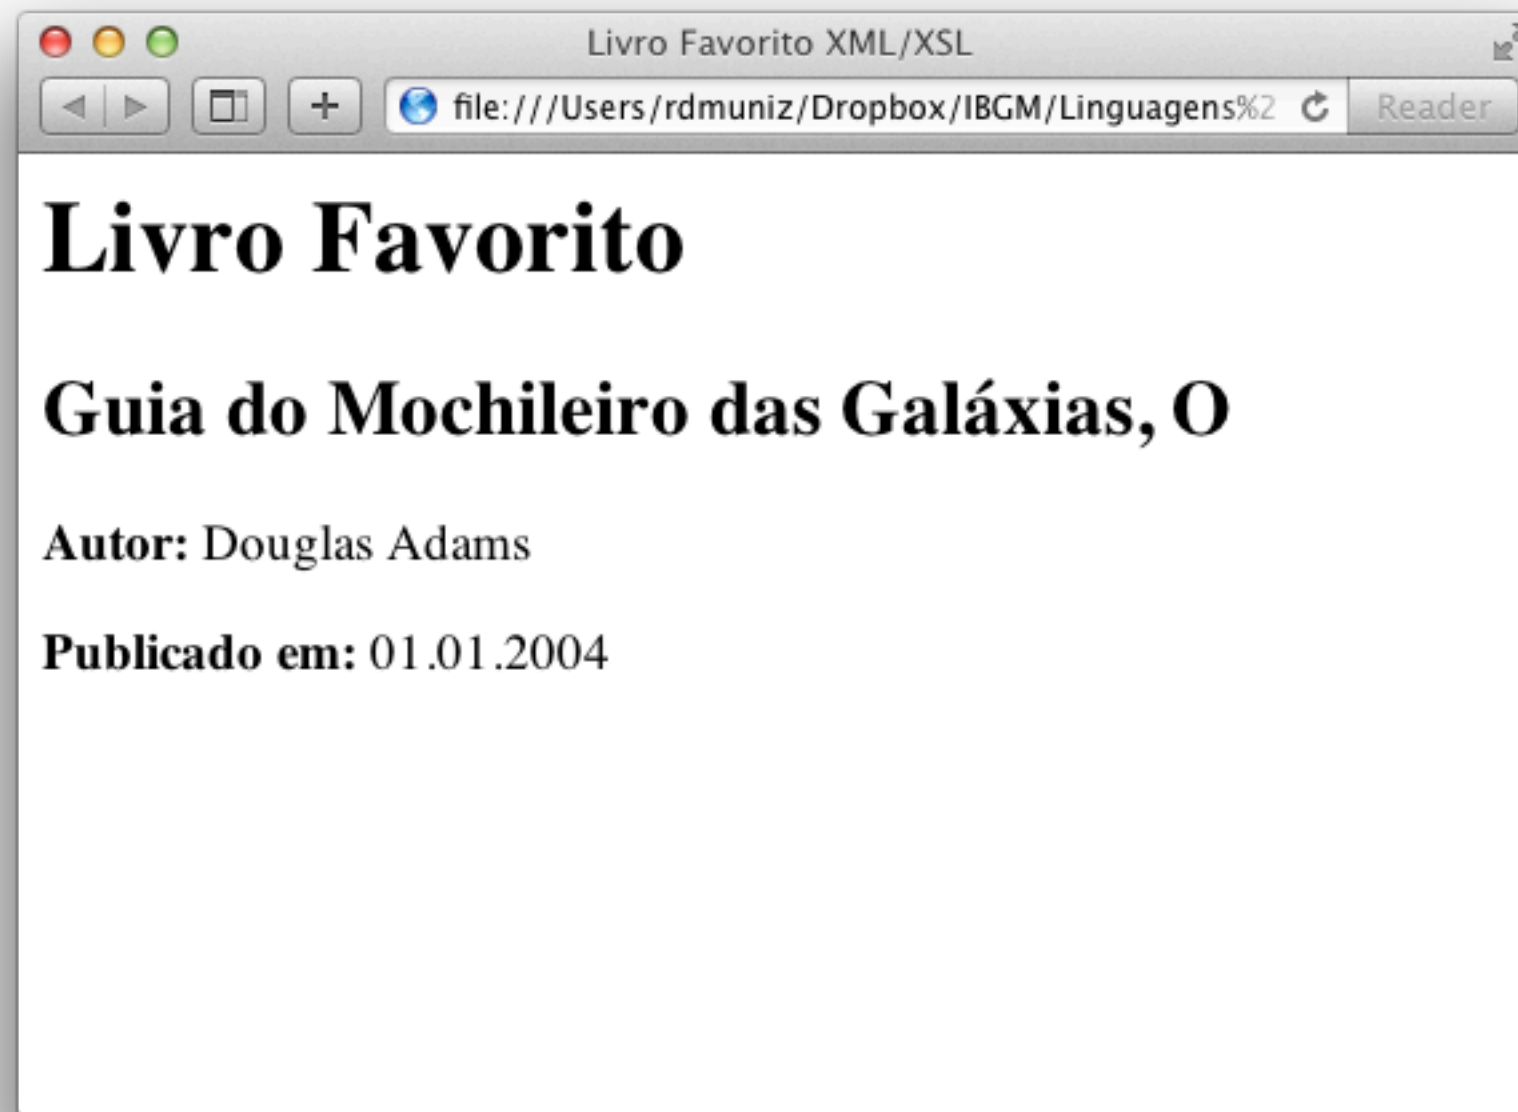 Livro Favorito XML/XSL
file:///Users/rdmuniz/Dropbox/IBGM/Linguagens%2
Reader
Livro Favorito
Guia do Mochileiro das Galáxias, O
Autor: Douglas Adams
Publicado em: 01.01.2004